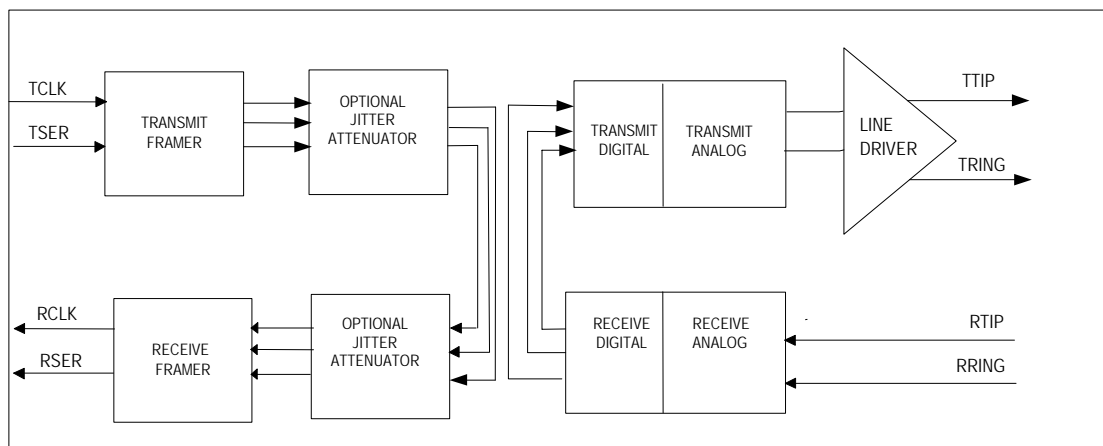 TCLK
TSER
TRANSMIT
FRAMER
OPTIONAL
JITTER
ATTENUATOR
TRANSMIT
DIGITAL
TRANSMIT
ANALOG
LINE
DRIVER
TTIP
TRING
RCLK
RSER
RECEIVE
FRAMER
OPTIONAL
JITTER
ATTENUATOR
RECEIVE
DIGITAL
RECEIVE
ANALOG
RTIP
RRING